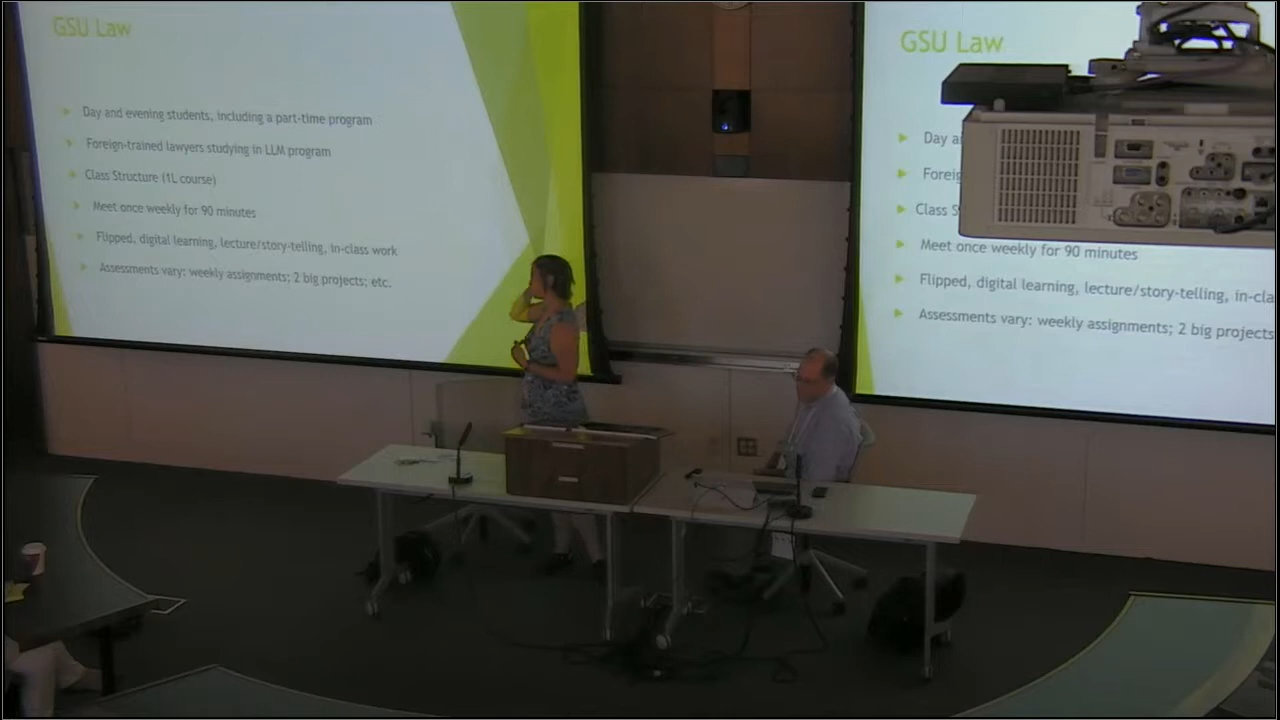 GSU Law
Day and evening students, including a part-time program
Foreign-trained lawyers studying in LLM program
Class Structure (1L course)
Meet once weekly for 90 minutes
Flipped, digital learning, lecture/story-telling, in-class work
Assessments vary: weekly assignments; 2 big projects; etc.
GSU Law
Day a
Foreig
Class S
Meet once weekly for 90 minutes
Flipped, digital learning, lecture/story-telling, in-cla
Assessments vary: weekly assignments; 2 big projects